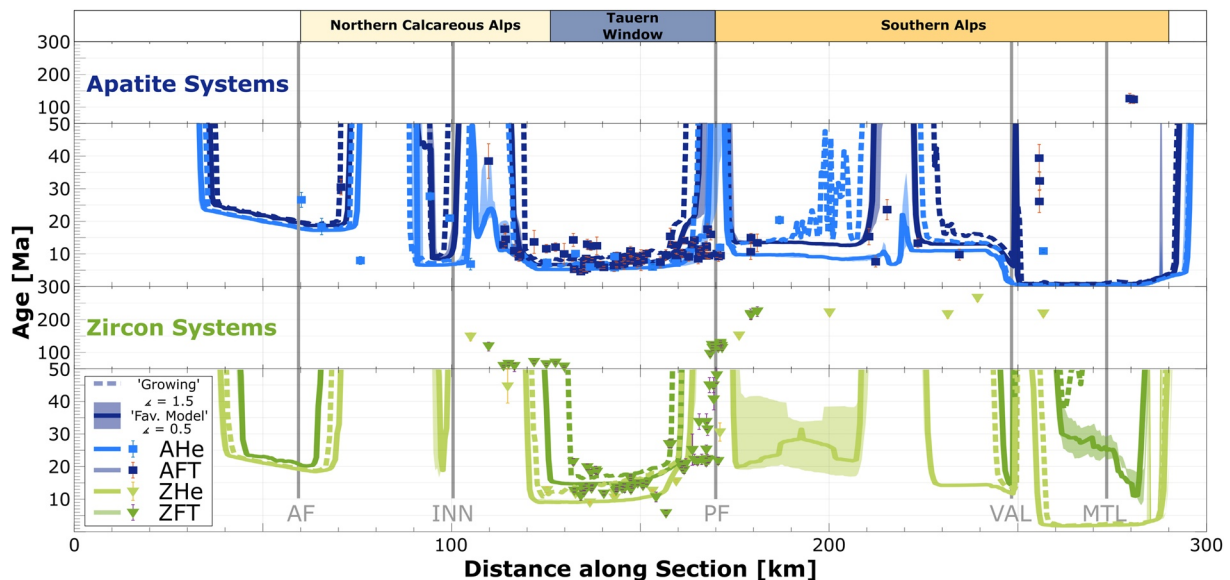 Northern Calcareous Alps
Tauern
Window
Southern Alps
300
200
100
50
40
30
20
10
300
200
100
50
40
30
20
10
Age [Ma]
Apatite Systems
Zircon Systems
'Growing'
∡ = 1.5
'Fav. Model'
∡ = 0.5
AHe
AFT
ZHe
ZFT
AF
INN
PF
VAL
MTL
0
100
200
300
Distance along Section [km]